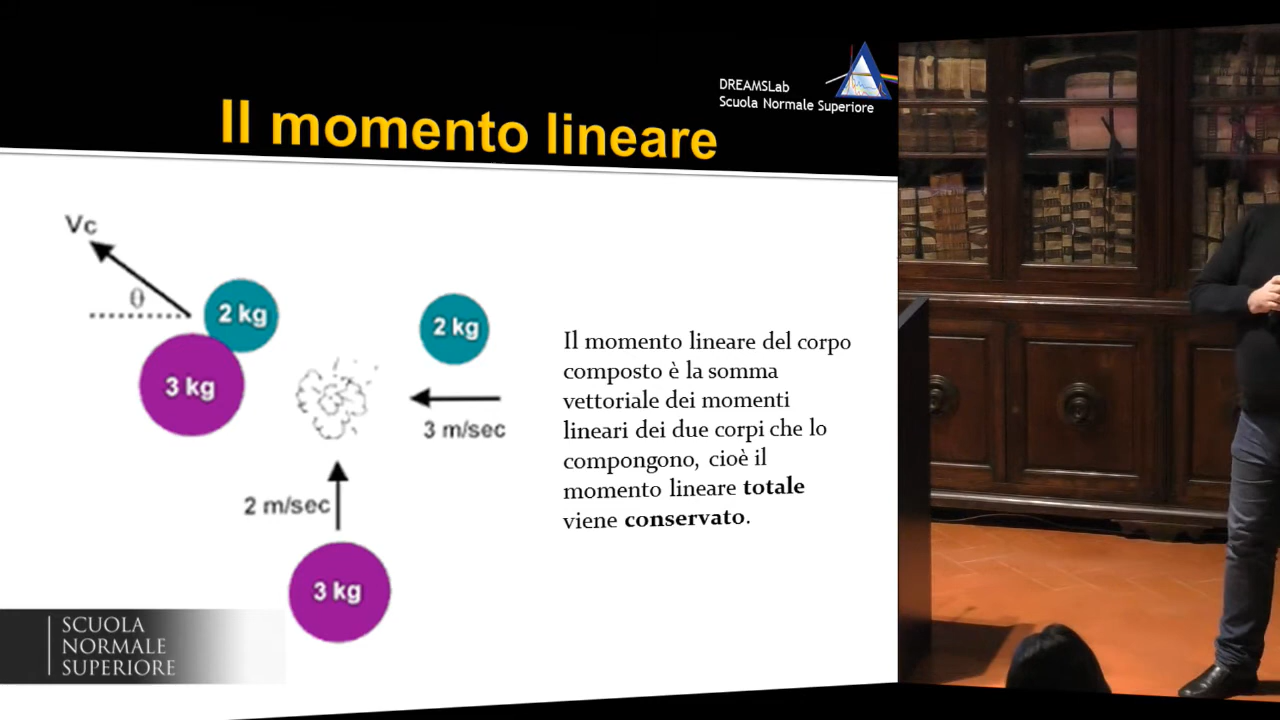 DREAMSLab
Scuola Normale Superiore
Il momento lineare
Vc
θ
2 kg
3 kg
2 kg
3 m/sec
2 m/sec
3 kg
Il momento lineare del corpo
composto è la somma
vettoriale dei momenti
lineari dei due corpi che lo
compongono, cioè il
momento lineare totale
viene conservato.
SCUOLA
NORMALE
SUPERIORE